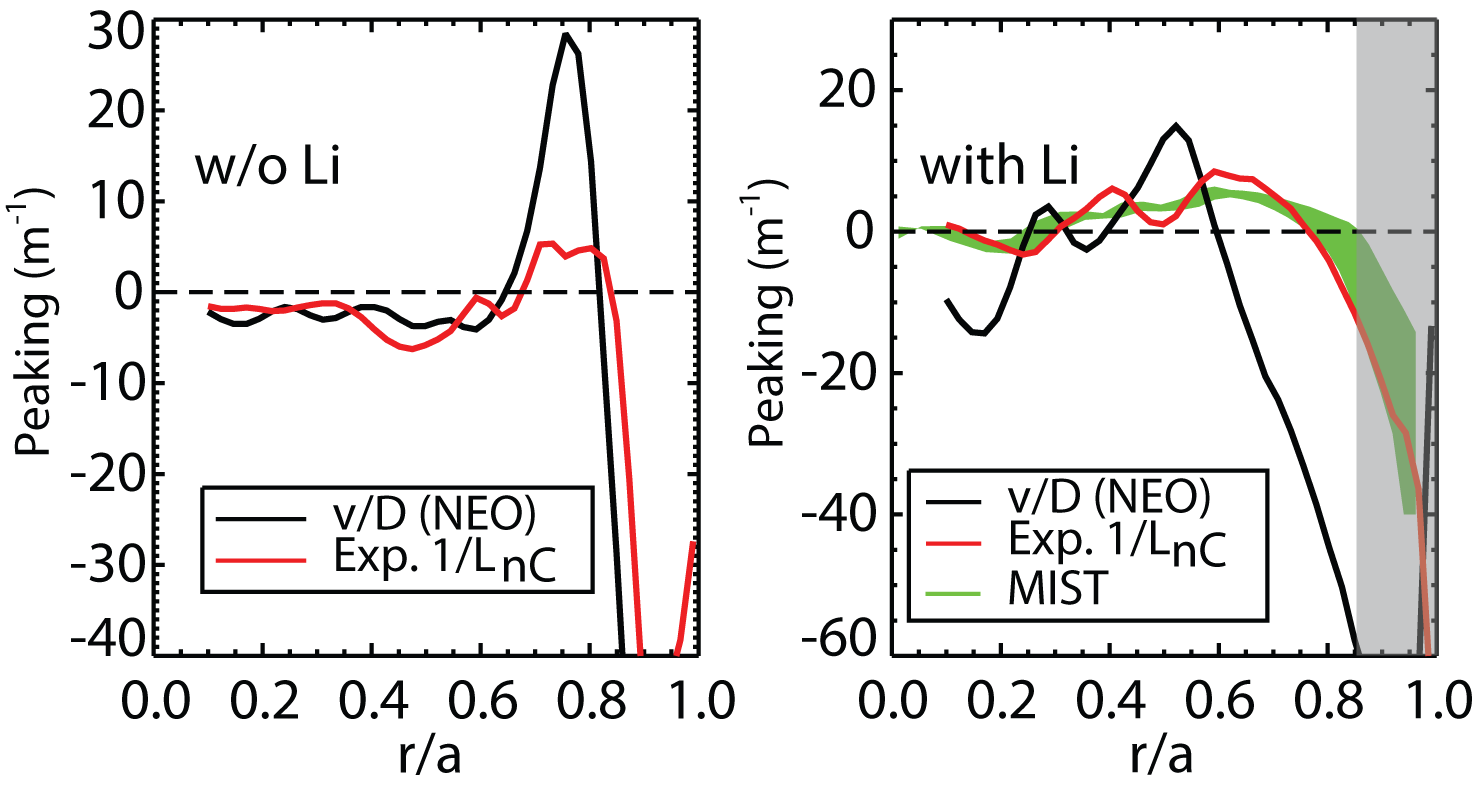 Peaking (m-1)
30
20
10
0
-10
-20
-30
-40
w/o Li
v/D (NEO)
Exp. 1/LnC
0.0 0.2 0.4 0.6 0.8 1.0
r/a
Peaking (m-1)
20
0
-20
-40
-60
with Li
v/D (NEO)
Exp. 1/LnC
MIST
0.0 0.2 0.4 0.6 0.8 1.0
r/a